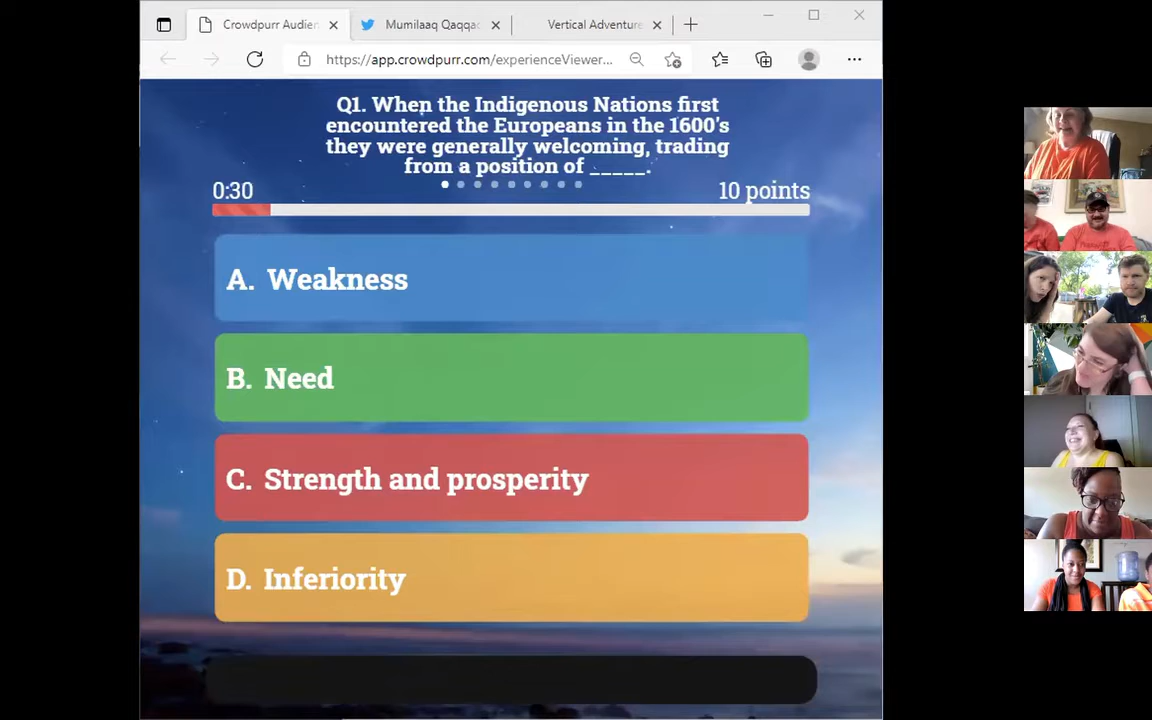 Crowdpurr Audien
Mumilaaq Qaqqaq
Vertical Adventure
https://app.crowdpurr.com/experienceViewer...
Q1. When the Indigenous Nations first
encountered the Europeans in the 1600's
they were generally welcoming, trading
from a position of _____.
0:30
10 points
A. Weakness
B. Need
C. Strength and prosperity
D. Inferiority